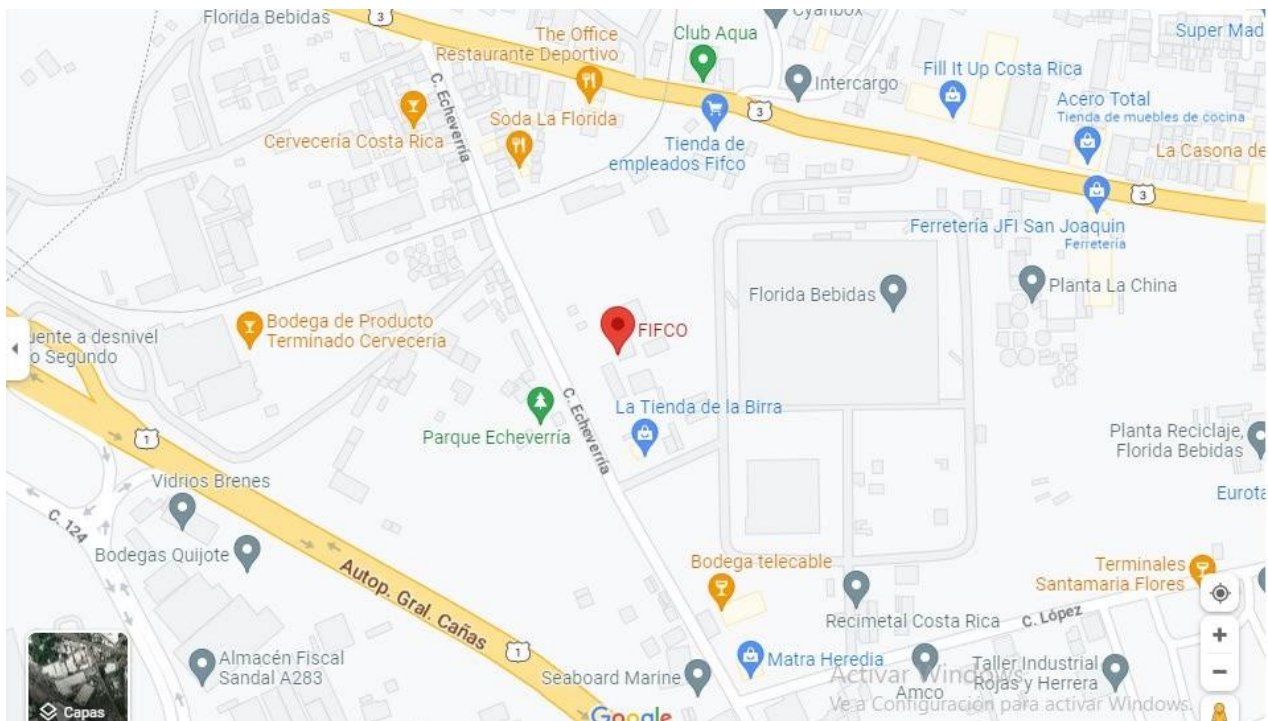 Florida Bebidas
3
The Office
Restaurante Deportivo
Club Aqua
Super Mad
Intercargo
Fill It Up Costa Rica
C. Echeverría
Cervecería Costa Rica
Soda La Florida
Tienda de
empleados Fifco
3
Acero Total
Tienda de muebles de cocina
La Casona de
3
Ferretería JFI San Joaquin
Ferretería
Florida Bebidas
Planta La China
FIFCO
Bodega de Producto
Terminado Cervecería
uente a desnivel
o Segundo
Parque Echeverría
C. Echeverría
La Tienda de la Birra
1
Planta Reciclaje,
Florida Bebidas
Vidrios Brenes
C. 124
Bodegas Quijote
Autop. Gral. Cañas
1
Bodega telecable
Terminales
Santamaria Flores
Recimetal Costa Rica
C. López
Almacén Fiscal
Sandal A283
Seaboard Marine
Matra Heredia
Amco
Taller Industrial
Rojas y Herrera
Activar Windows
Ve a Configuración para activar Windows.
Capas
Google